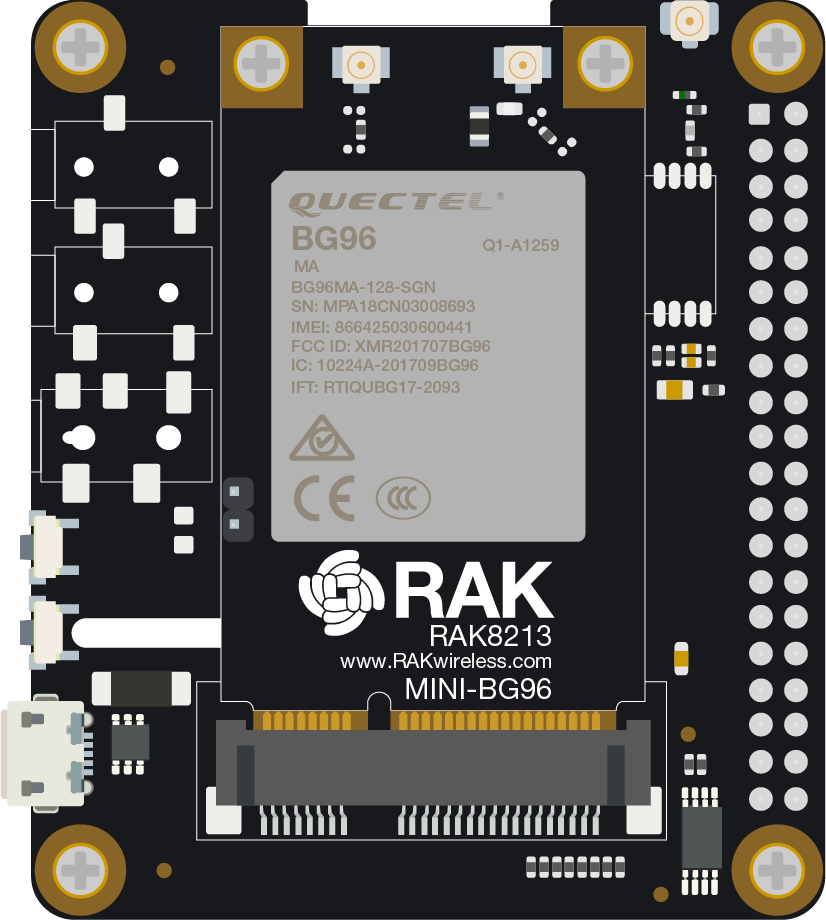 QUECTEL®
BG96 Q1-A1259
MA
BG96MA-128-SGN
SN: MPA18CN03008693
IMEI: 866425030600441
FCC ID: XMR201707BG96
IC: 10224A-201709BG96
IFT: RTIQUBG17-2093
CE CCC
RAK
RAK8213
www.RAKwireless.com
MINI-BG96